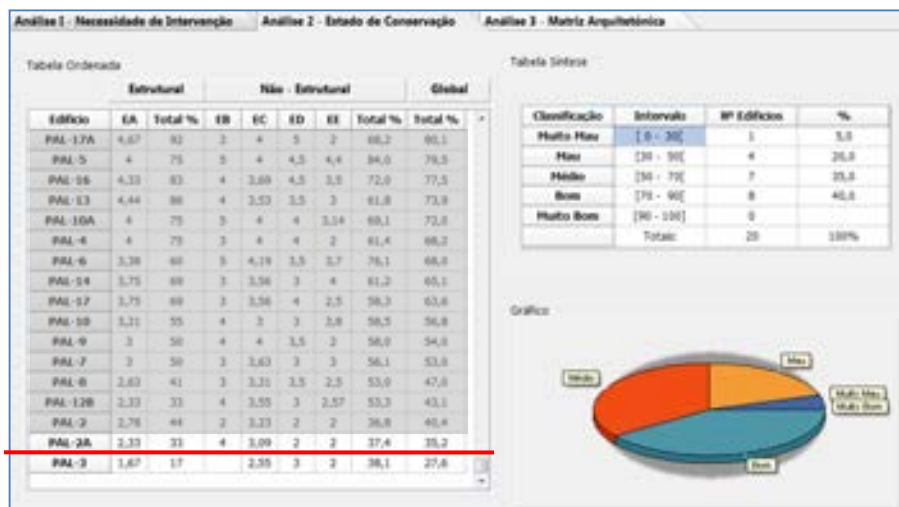 Análise I - Necessidade de Intervenção Análise 2 - Estado de Conservação Análise 3 - Matriz Arquitetónica
Tabela Ordenada
Estrutural Não - Estrutural Global
Edifício EA Total % EB EC ED EE Total % Total %
PAL-17A 4,67 92 3 4 5 2 68,2 80,1
PAL-5 4 75 5 4 4,5 4,4 84,0 79,5
PAL-16 4,33 83 4 3,69 4,5 3,5 72,0 77,5
PAL-13 4,44 86 4 3,53 3,5 3 61,8 73,9
PAL-10A 4 75 5 4 4 3,14 69,1 72,0
PAL-4 4 75 3 4 4 2 61,4 68,2
PAL-6 3,38 60 5 4,19 3,5 3,7 76,1 68,0
PAL-14 3,75 69 3 3,56 3 4 61,2 65,1
PAL-17 3,75 69 3 3,56 4 2,5 58,3 63,6
PAL-10 3,21 55 4 3 3 3,8 58,5 56,8
PAL-9 3 50 4 4 3,5 2 58,0 54,0
PAL-7 3 50 3 3,63 3 3 56,1 53,0
PAL-8 2,63 41 3 3,31 3,5 2,5 53,0 47,0
PAL-12B 2,33 33 4 3,55 3 2,57 53,3 43,1
PAL-2 2,78 44 2 3,23 2 2 36,8 40,4
PAL-2A 2,33 33 4 3,09 2 2 37,4 35,2
PAL-3 1,67 17 2,55 3 2 38,1 27,6
Tabela Síntese
Classificação Intervalo Nº Edifícios %
Muito Mau [ 0 - 30[ 1 5,0
Mau [30 - 50[ 4 20,0
Médio [50 - 70[ 7 35,0
Bom [70 - 90[ 8 40,0
Muito Bom [90 - 100] 0
Totais: 20 100%
Gráfico
Mau
Médio
Muito Mau
Muito Bom
Bom